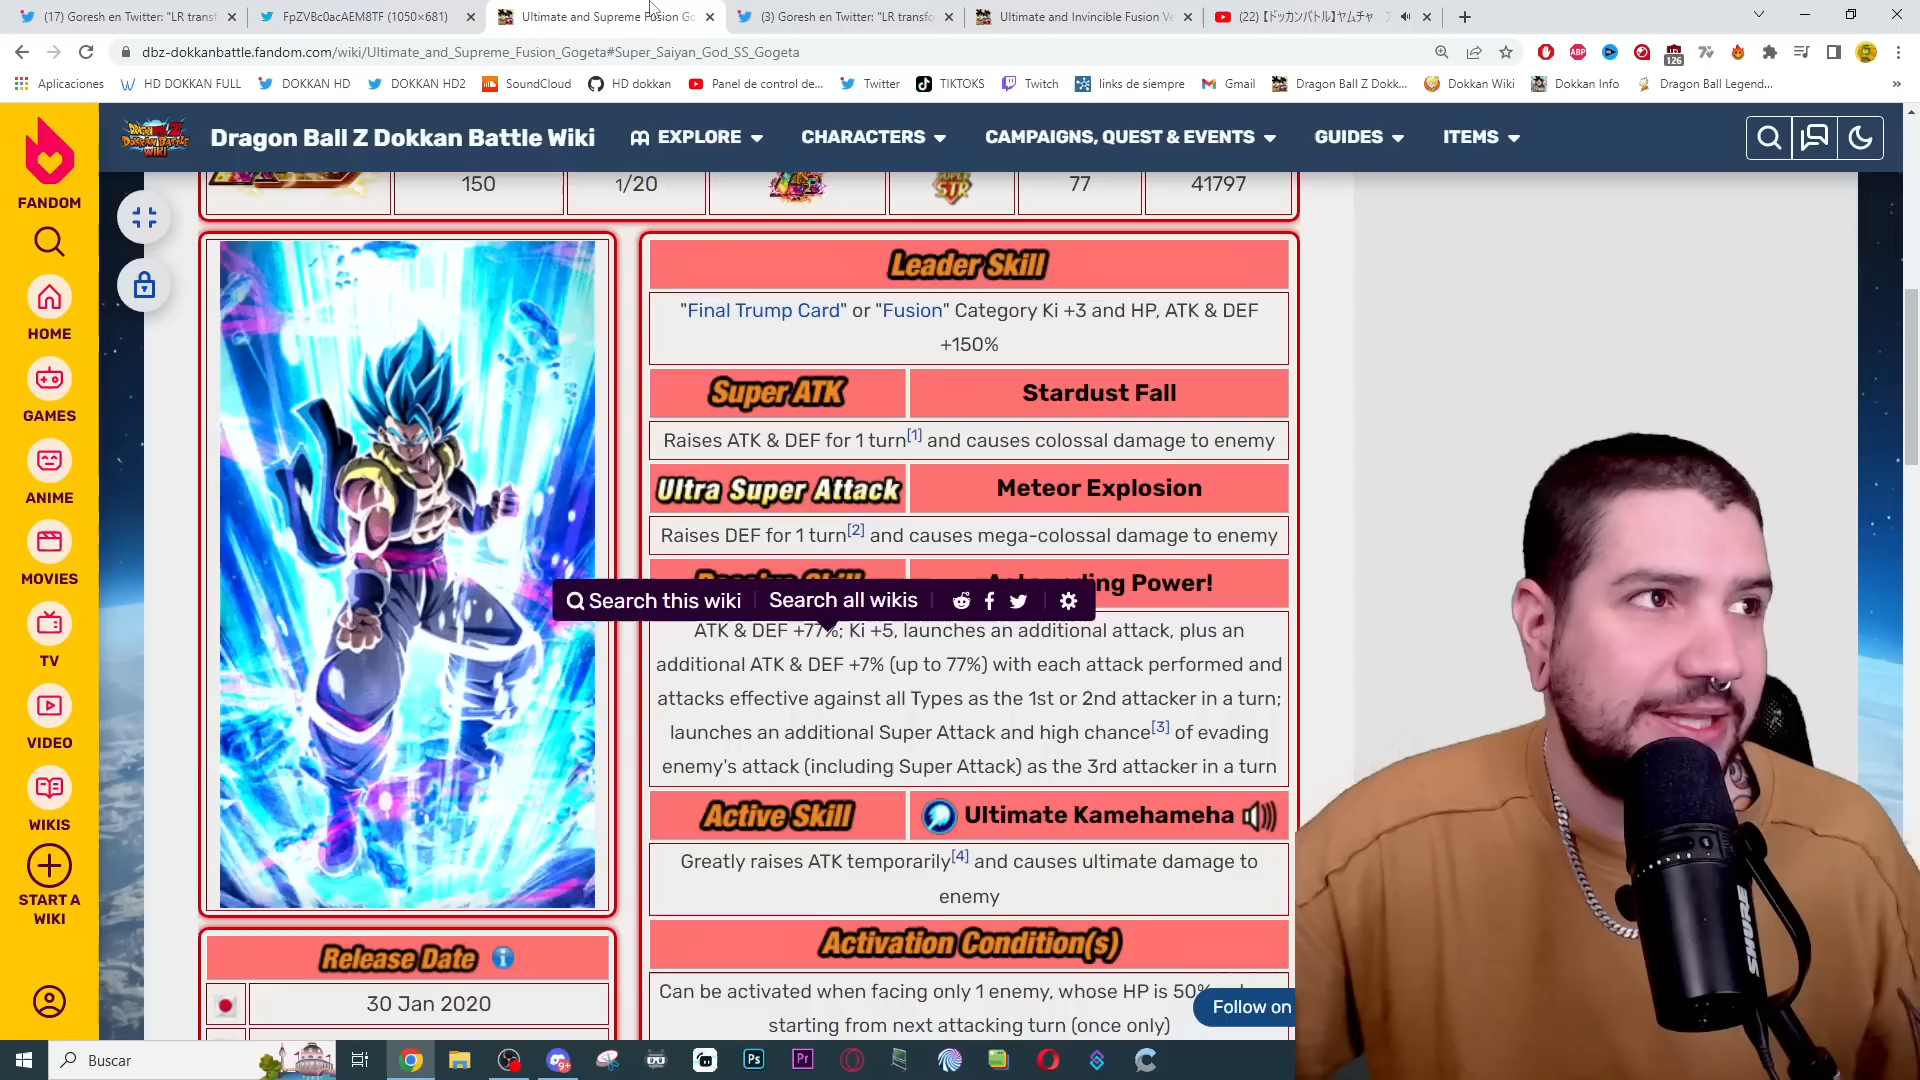 (17) Goresh en Twitter: "LR transf
FpZVBc0acAEM8TF (1050×681)
Ultimate and Supreme Fusion Go
(3) Goresh en Twitter: "LR transfo
Ultimate and Invincible Fusion Ve
(22) 【ドッカンバトル】ヤムチャ
dbz-dokkanbattle.fandom.com/wiki/Ultimate_and_Supreme_Fusion_Gogeta#Super_Saiyan_God_SS_Gogeta
ABP
126
Aplicaciones
HD DOKKAN FULL
DOKKAN HD
DOKKAN HD2
SoundCloud
HD dokkan
Panel de control de...
Twitter
TIKTOKS
Twitch
links de siempre
Gmail
Dragon Ball Z Dokk...
Dokkan Wiki
Dokkan Info
Dragon Ball Legend...
»
Dragon Ball Z Dokkan Battle Wiki
EXPLORE
CHARACTERS
CAMPAIGNS, QUEST & EVENTS
GUIDES
ITEMS
FANDOM
HOME
GAMES
ANIME
MOVIES
TV
VIDEO
WIKIS
START A
WIKI
150
1/20
SUPER
STR
77
41797
Leader Skill
"Final Trump Card" or "Fusion" Category Ki +3 and HP, ATK & DEF
+150%
Super ATK
Stardust Fall
Raises ATK & DEF for 1 turn[1] and causes colossal damage to enemy
Ultra Super Attack
Meteor Explosion
Raises DEF for 1 turn[2] and causes mega-colossal damage to enemy
Power!
Search this wiki
Search all wikis
ATK & DEF +77%; Ki +5, launches an additional attack, plus an
additional ATK & DEF +7% (up to 77%) with each attack performed and
attacks effective against all Types as the 1st or 2nd attacker in a turn;
launches an additional Super Attack and high chance[3] of evading
enemy's attack (including Super Attack) as the 3rd attacker in a turn
Active Skill
Ultimate Kamehameha
Greatly raises ATK temporarily[4] and causes ultimate damage to
enemy
Activation Condition(s)
Can be activated when facing only 1 enemy, whose HP is 50%
starting from next attacking turn (once only)
Release Date
30 Jan 2020
Follow on
SHURE
Buscar
9+
Ps
Pr